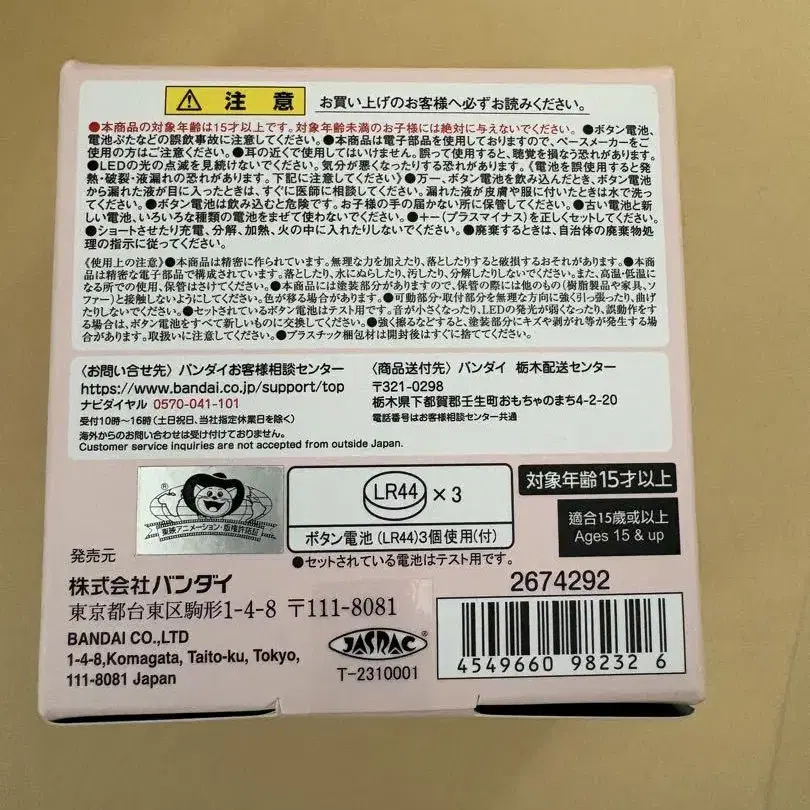 注意 お買い上げのお客様へ必ずお読みください。
●本商品の対象年齢は15才以上です。対象年齢未満のお子様には絶対に与えないでください。●ボタン電池、
電池ぶたなどの誤飲事故に注意してください。●本商品は電子部品を使用しておりますので、ペースメーカーをご
使用の方はご注意ください。●耳の近くで使用してはいけません。誤って使用すると、聴覚を損なう恐れがあります。
●LEDの光の点滅を見続けないでください。気分が悪くなったりする恐れがあります。《電池を誤使用すると発
熱・破裂・液漏れの恐れがあります。下記に注意してください》●万一、ボタン電池を飲み込んだとき、ボタン電池
から漏れた液が目に入ったときは、すぐに医師に相談してください。漏れた液が皮膚や服に付いたときは水で洗っ
てください。●ボタン電池は飲み込むと危険です。お子様の手の届かない所に保管してください。●古い電池と新
しい電池、いろいろな種類の電池をまぜて使わないでください。●+ー(プラスマイナス)を正しくセットしてください。
●ショートさせたり充電、分解、加熱、火の中に入れたりしないでください。●廃棄するときは、自治体の廃棄物処
理の指示に従ってください。
《使用上の注意》●本商品は精密に作られています。無理な力を加えたり、落としたりすると破損するおそれがあります。●本
商品は精密な電子部品で構成されています。落としたり、水にぬらしたり、汚したり、分解したりしないでください。また、高温・低温に
なる所での使用、保管はさけてください。●本商品には塗装部分がありますので、保管の際には他のもの(樹脂製品や家具、ソ
ファー)と接触しないようにしてください。色が移る場合があります。●可動部分・取付部分を無理な方向に強く引っ張ったり、曲げ
たりしないでください。●セットされているボタン電池はテスト用です。音が小さくなったり、LEDの発光が弱くなったり、誤動作をす
る場合は、ボタン電池をすべて新しいものに交換してください。●強く擦るなどすると、塗装部分にキズや剥がれ等が発生する場
合があります。取扱いに注意してください。●プラスチック梱包材は開封後はすぐに捨ててください。
〈お問い合せ先〉バンダイお客様相談センター
https://www.bandai.co.jp/support/top
ナビダイヤル 0570-041-101
受付10時～16時(土日祝日、当社指定休業日を除く)
海外からのお問い合わせは受け付けておりません。
Customer service inquiries are not accepted from outside Japan.
〈商品送付先〉バンダイ 栃木配送センター
〒321-0298
栃木県下都賀郡壬生町おもちゃのまち4-2-20
電話番号はお客様相談センター共通
東映アニメーション・版権許諾証
LR44 ×3
ボタン電池(LR44)3個使用(付)
●セットされている電池はテスト用です。
対象年齢15才以上
適合15歲或以上
Ages 15 & up
発売元
株式会社バンダイ
東京都台東区駒形1-4-8 〒111-8081
BANDAI CO.,LTD
1-4-8,Komagata, Taito-ku, Tokyo,
111-8081 Japan
JASRAC
T-2310001
2674292
4549660 982326